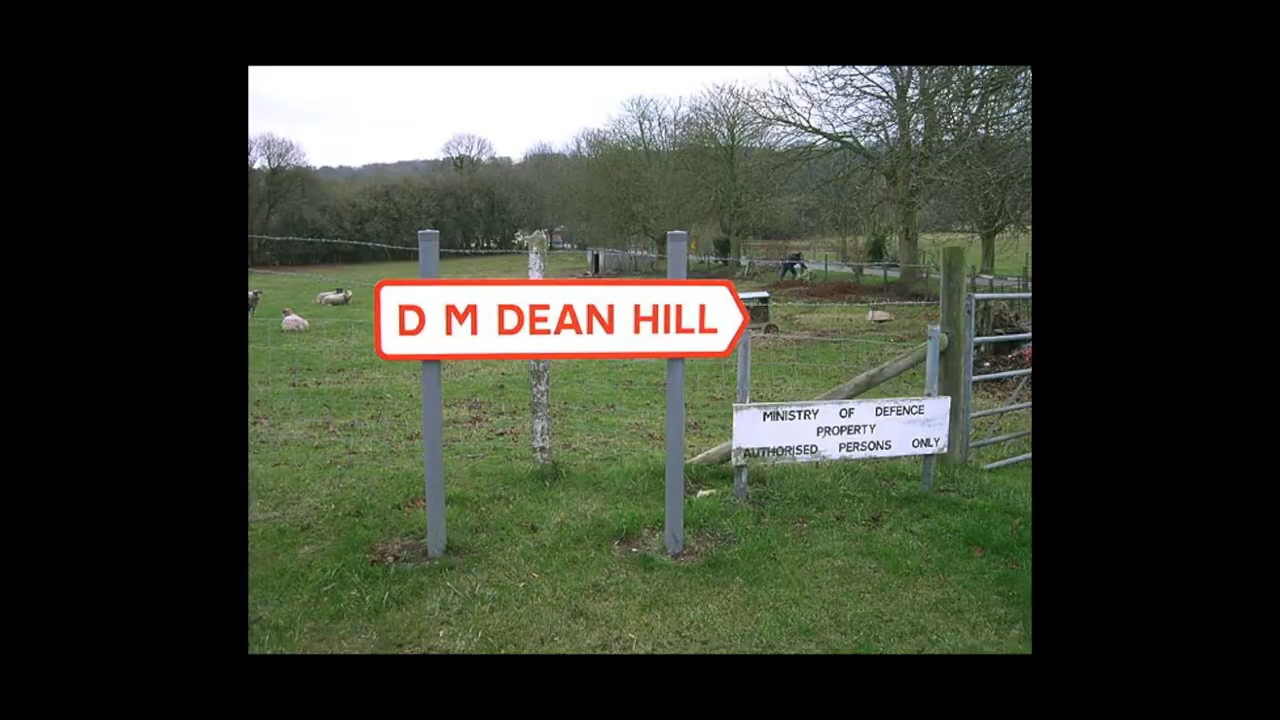 D M DEAN HILL
MINISTRY OF DEFENCE
PROPERTY
AUTHORISED PERSONS ONLY